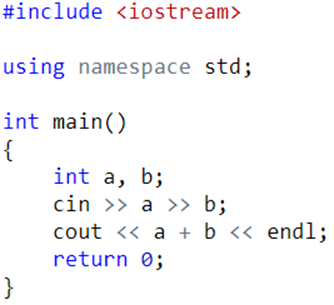 #include <iostream>
using namespace std;
int main()
{
    int a, b;
    cin >> a >> b;
    cout << a + b << endl;
    return 0;
}